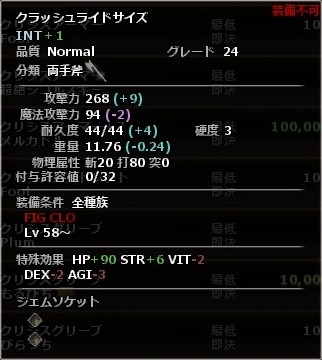 クラッシュライドサイズ 装備不可
INT+1
品質 Normal グレード 24
分類 両手斧
攻撃力 268 (+9)
魔法攻撃力 94 (-2)
耐久度 44/44 (+4) 硬度 3
重量 11.76 (-0.24)
物理属性 斬20 打80 突0
付与許容値 0/32
装備条件 全種族
FIG CLO
Lv 58～
特殊効果 HP+90 STR+6 VIT-2
DEX-2 AGI-3
ジェムソケット